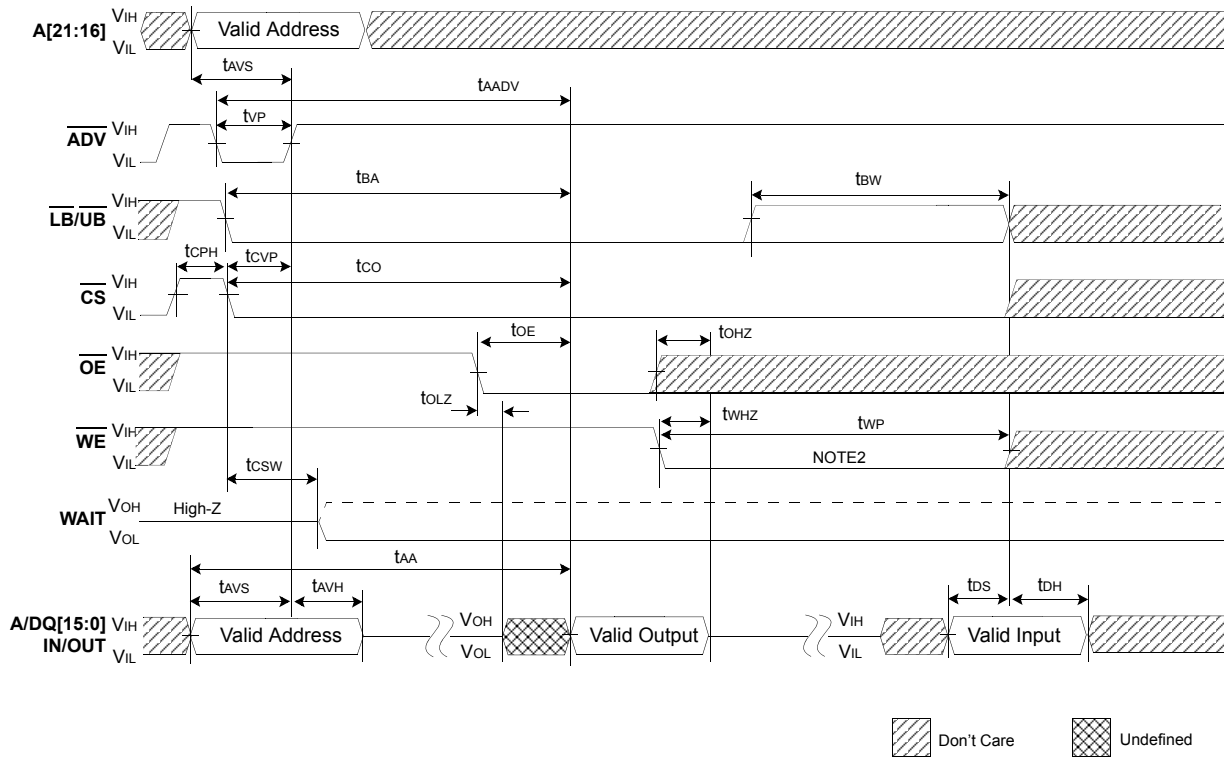 A[21:16] VIH Valid Address
VIL
tAVS
tAADV
ADV VIH tVP
VIL
tBA tBW
LB/UB VIH
VIL
tCPH tCVP tCO
CS VIH
VIL
tOE tOHZ
OE VIH
VIL
tOLZ tWHZ
WE VIH tWP
VIL NOTE2
tCSW
WAIT VOH High-Z
VOL
tAA
tAVS tAVH tDS tDH
A/DQ[15:0] VIH Valid Address VOH Valid Output VIH Valid Input
IN/OUT VIL VOL VIL
Don't Care Undefined